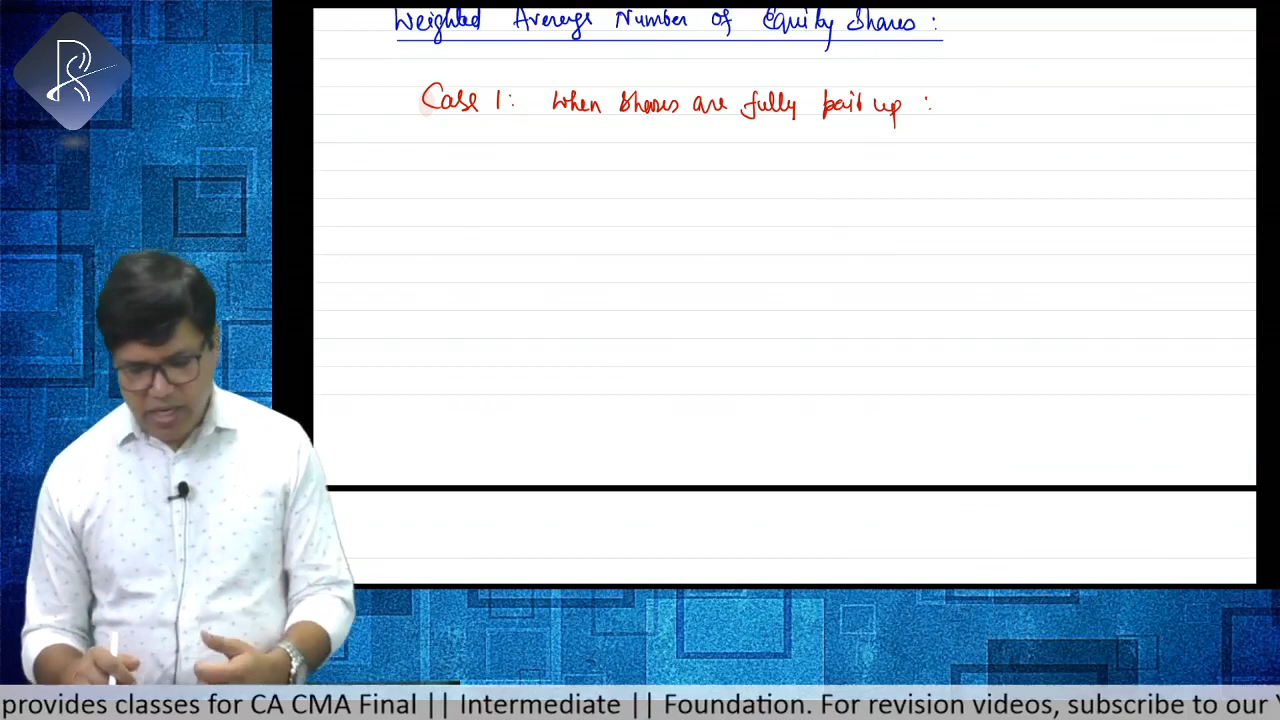 Weighted Average Number of Equity Shares :
Case 1: When Shares are fully paid up :
provides classes for CA CMA Final || Intermediate || Foundation. For revision videos, subscribe to our